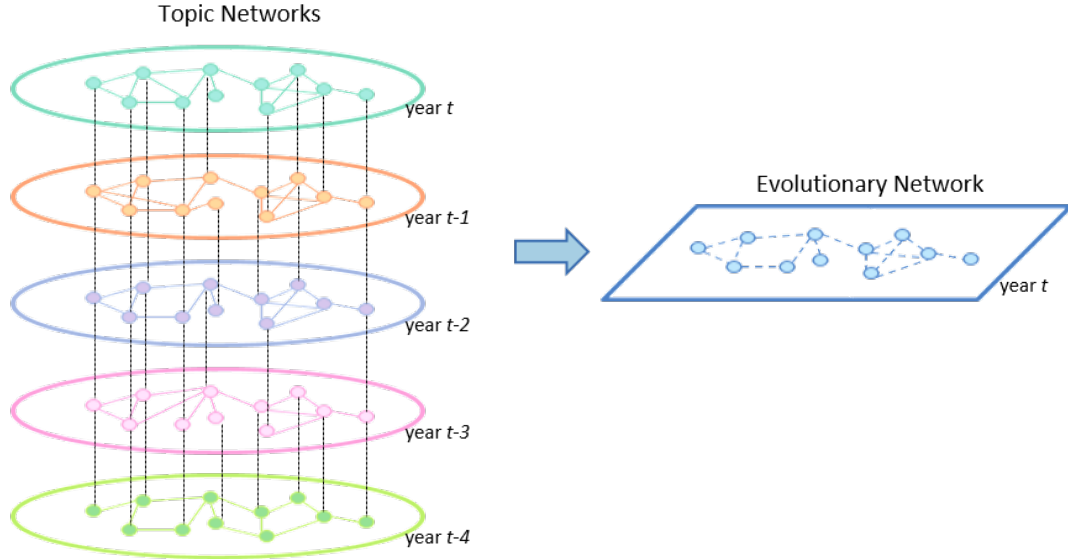 Topic Networks
year t
year t-1
year t-2
year t-3
year t-4
Evolutionary Network
year t